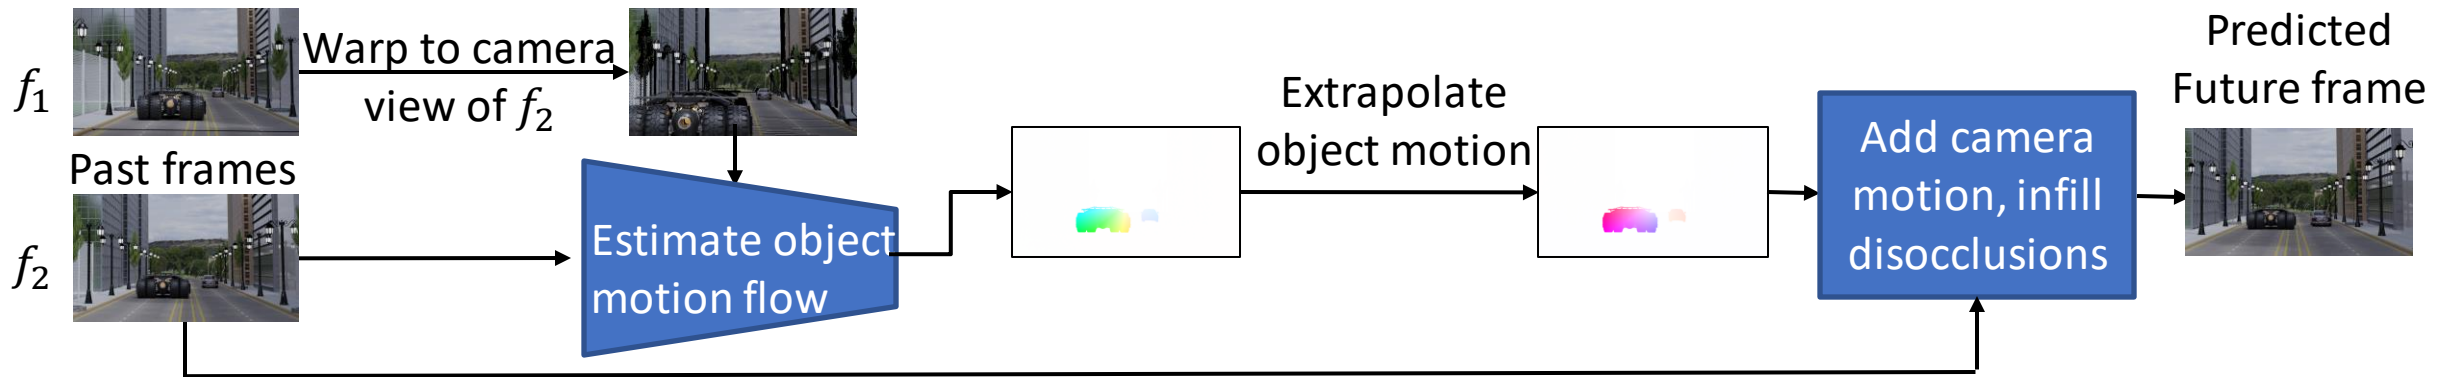 f₁
Warp to camera
view of f₂
Past frames
f₂
Estimate object
motion flow
Extrapolate
object motion
Add camera
motion, infill
disocclusions
Predicted
Future frame